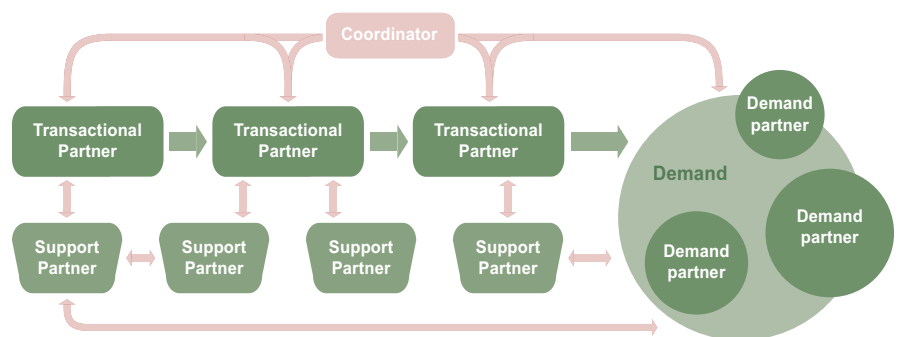 Coordinator
Transactional
Partner
Transactional
Partner
Transactional
Partner
Demand
partner
Demand
Demand
partner
Demand
partner
Support
Partner
Support
Partner
Support
Partner
Support
Partner